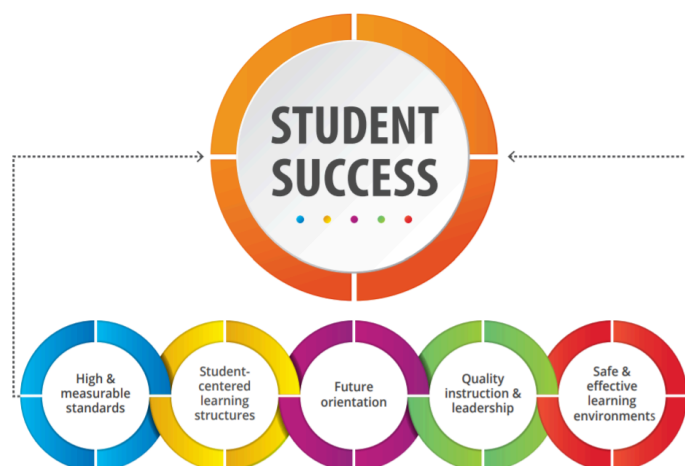 STUDENT
SUCCESS
High &
measurable
standards
Student-
centered
learning
structures
Future
orientation
Quality
instruction &
leadership
Safe &
effective
learning
environments